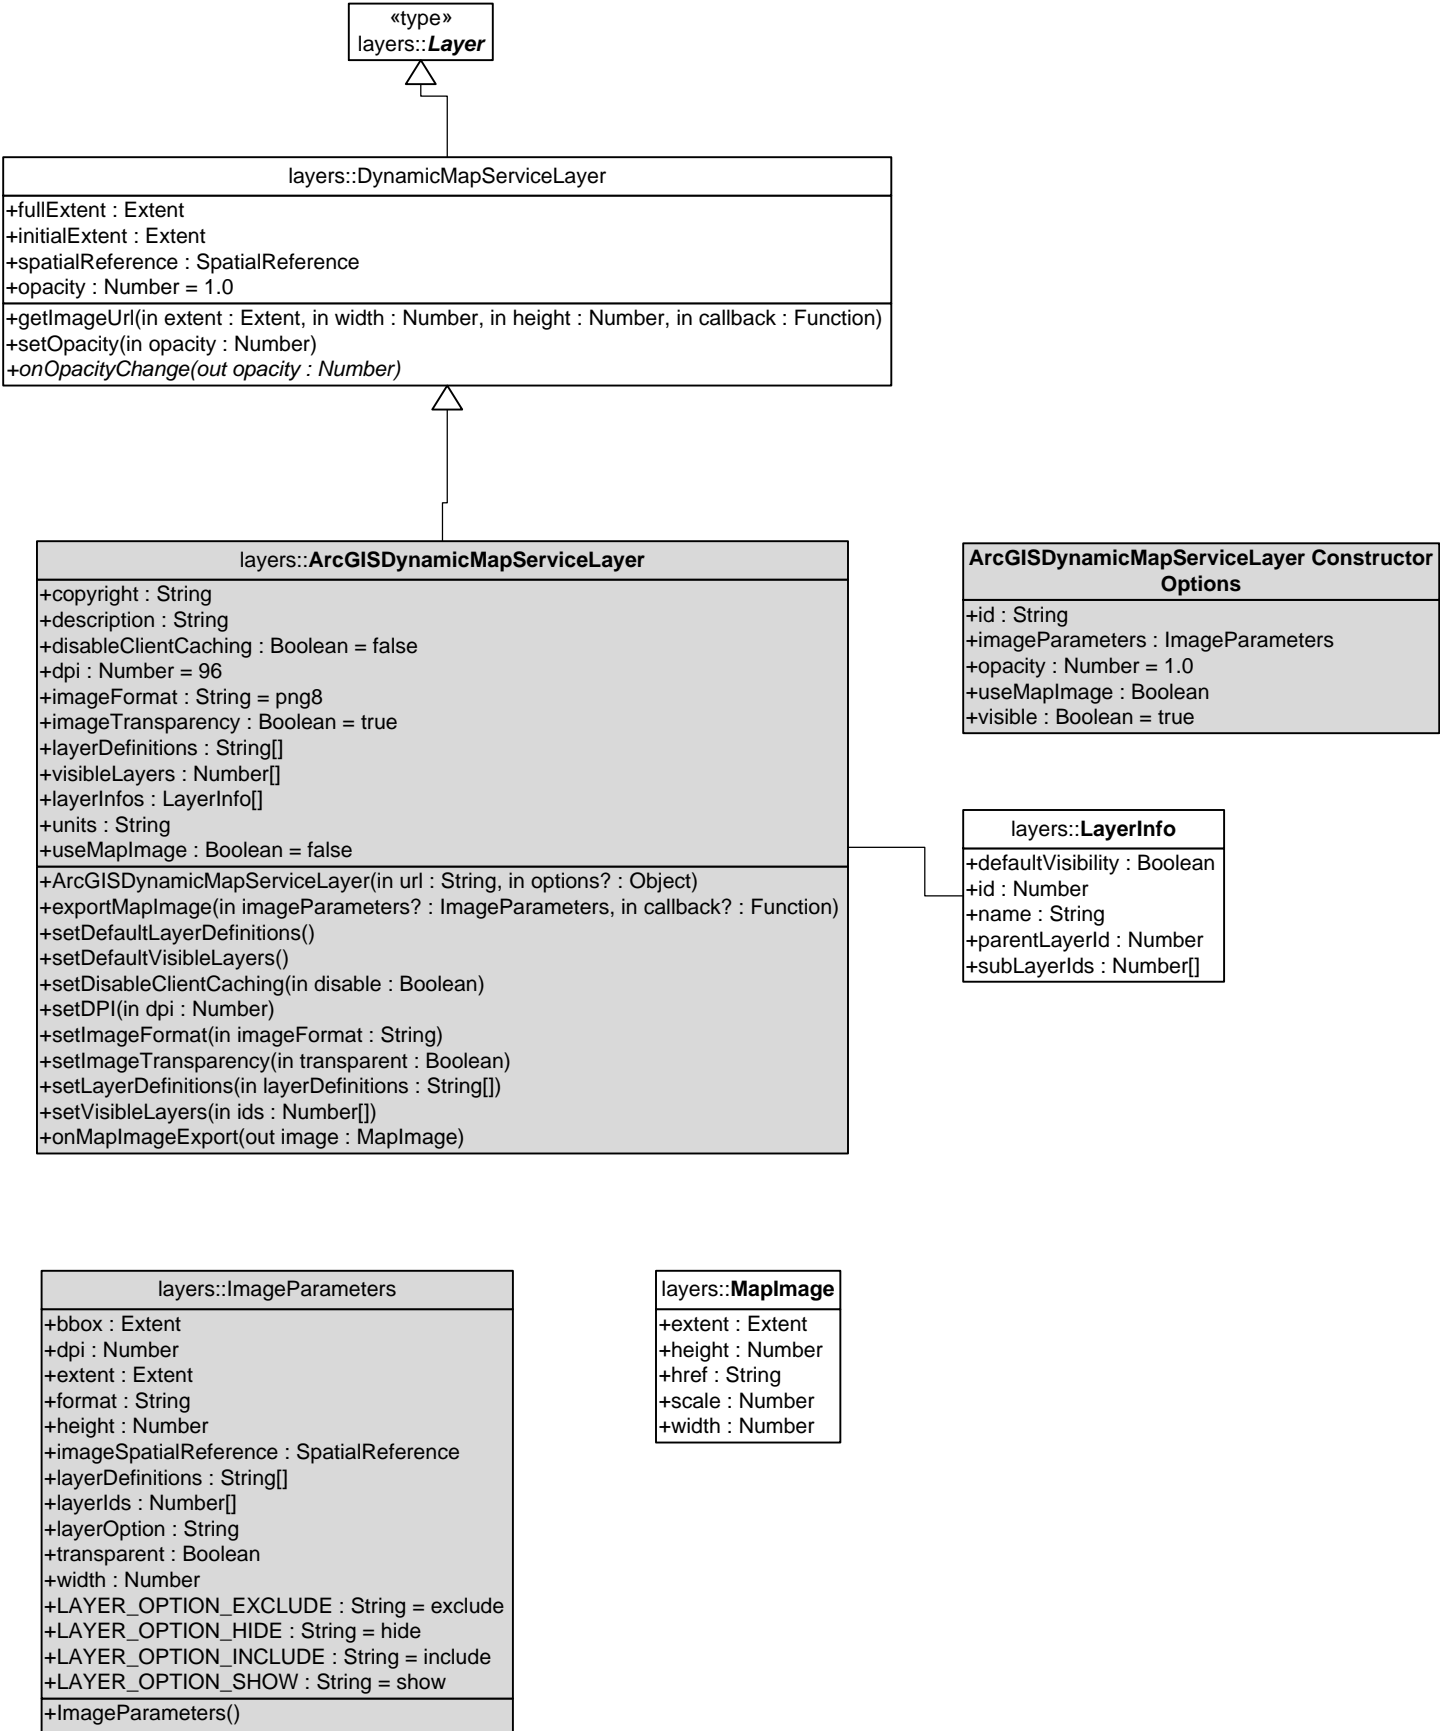 «type»
layers::Layer
layers::DynamicMapServiceLayer
+fullExtent : Extent
+initialExtent : Extent
+spatialReference : SpatialReference
+opacity : Number = 1.0
+getImageUrl(in extent : Extent, in width : Number, in height : Number, in callback : Function)
+setOpacity(in opacity : Number)
+onOpacityChange(out opacity : Number)
layers::ArcGISDynamicMapServiceLayer
+copyright : String
+description : String
+disableClientCaching : Boolean = false
+dpi : Number = 96
+imageFormat : String = png8
+imageTransparency : Boolean = true
+layerDefinitions : String[]
+visibleLayers : Number[]
+layerInfos : LayerInfo[]
+units : String
+useMapImage : Boolean = false
+ArcGISDynamicMapServiceLayer(in url : String, in options? : Object)
+exportMapImage(in imageParameters? : ImageParameters, in callback? : Function)
+setDefaultLayerDefinitions()
+setDefaultVisibleLayers()
+setDisableClientCaching(in disable : Boolean)
+setDPI(in dpi : Number)
+setImageFormat(in imageFormat : String)
+setImageTransparency(in transparent : Boolean)
+setLayerDefinitions(in layerDefinitions : String[])
+setVisibleLayers(in ids : Number[])
+onMapImageExport(out image : MapImage)
ArcGISDynamicMapServiceLayer Constructor
Options
+id : String
+imageParameters : ImageParameters
+opacity : Number = 1.0
+useMapImage : Boolean
+visible : Boolean = true
layers::LayerInfo
+defaultVisibility : Boolean
+id : Number
+name : String
+parentLayerId : Number
+subLayerIds : Number[]
layers::ImageParameters
+bbox : Extent
+dpi : Number
+extent : Extent
+format : String
+height : Number
+imageSpatialReference : SpatialReference
+layerDefinitions : String[]
+layerIds : Number[]
+layerOption : String
+transparent : Boolean
+width : Number
+LAYER_OPTION_EXCLUDE : String = exclude
+LAYER_OPTION_HIDE : String = hide
+LAYER_OPTION_INCLUDE : String = include
+LAYER_OPTION_SHOW : String = show
+ImageParameters()
layers::MapImage
+extent : Extent
+height : Number
+href : String
+scale : Number
+width : Number